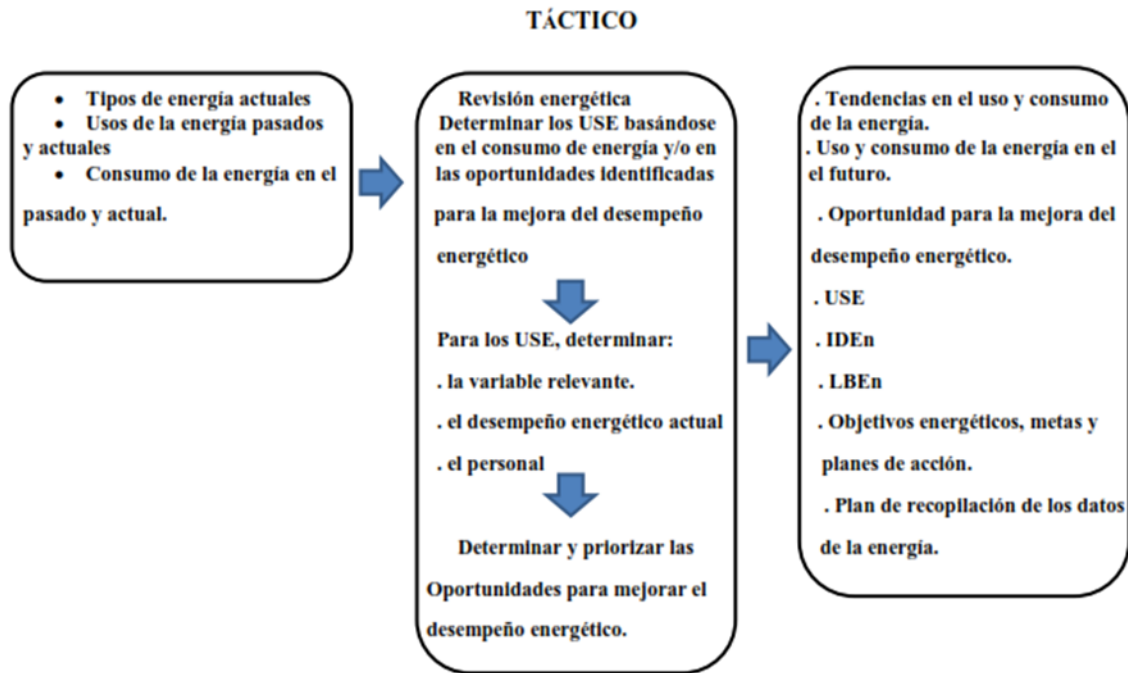 TÁCTICO
• Tipos de energía actuales
• Usos de la energía pasados
y actuales
• Consumo de la energía en el
pasado y actual.
Revisión energética
Determinar los USE basándose
en el consumo de energía y/o en
las oportunidades identificadas
para la mejora del desempeño
energético
Para los USE, determinar:
. la variable relevante.
. el desempeño energético actual
. el personal
Determinar y priorizar las
Oportunidades para mejorar el
desempeño energético.
. Tendencias en el uso y consumo
de la energía.
. Uso y consumo de la energía en el
el futuro.
. Oportunidad para la mejora del
desempeño energético.
. USE
. IDEn
. LBEn
. Objetivos energéticos, metas y
planes de acción.
. Plan de recopilación de los datos
de la energía.